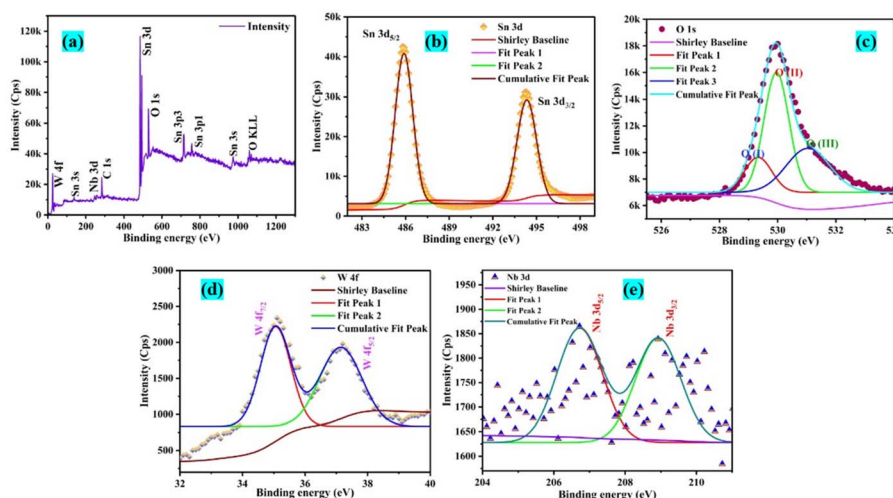 (a)
Intensity
Intensity (Cps)
120k
100k
80k
60k
40k
20k
0
W 4f
Sn 3s
Nb 3d
C 1s
Sn 3d
O 1s
Sn 3p3
Sn 3p1
Sn 3s
O KLL
0 200 400 600 800 1000 1200
Binding energy (eV)
(b)
Sn 3d
Shirley Baseline
Fit Peak 1
Fit Peak 2
Cumulative Fit Peak
Sn 3d5/2
Sn 3d3/2
Intensity (Cps)
50k
40k
30k
20k
10k
0
483 486 489 492 495 498
Binding energy (eV)
(c)
O 1s
Shirley Baseline
Fit Peak 1
Fit Peak 2
Fit Peak 3
Cumulative Fit Peak
O (II)
O (I)
(III)
Intensity (Cps)
18k
16k
14k
12k
10k
8k
6k
526 528 530 532
Binding energy (eV)
(d)
W 4f
Shirley Baseline
Fit Peak 1
Fit Peak 2
Cumulative Fit Peak
W 4f7/2
W 4f5/2
Intensity (Cps)
3000
2500
2000
1500
1000
500
32 34 36 38 40
Binding energy (eV)
(e)
Nb 3d
Shirley Baseline
Fit Peak 1
Fit Peak 2
Cumulative Fit Peak
Nb 3d5/2
Nb 3d3/2
Intensity (Cps)
1950
1925
1850
1800
1750
1700
1650
1600
204 206 208 210
Binding energy (eV)